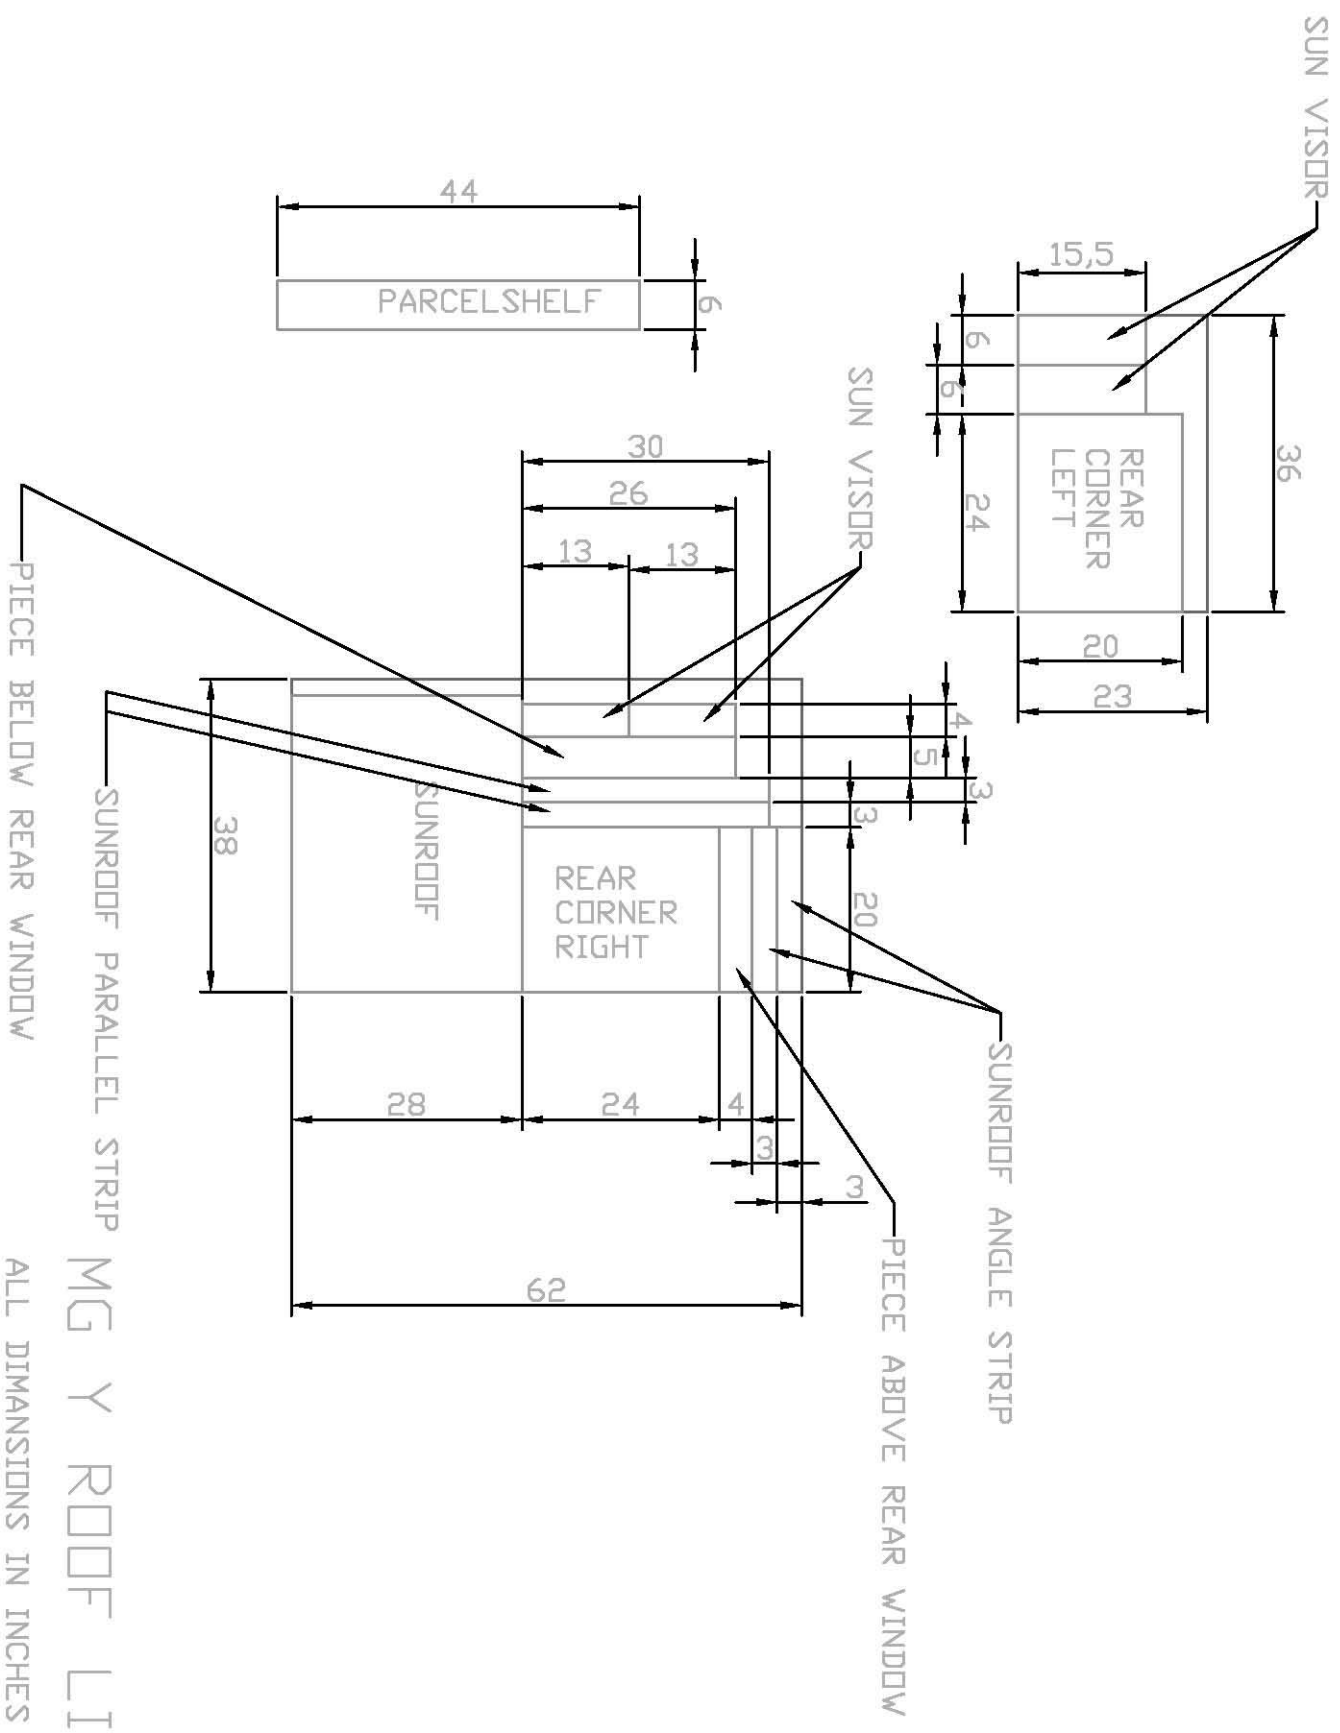 SUN VISOR
44
PARCELSHELF
6
15,5
6
6
24
36
REAR
CORNER
LEFT
20
23
SUN VISOR
30
26
13
13
4
5
3
3
20
SUNROOF
REAR
CORNER
RIGHT
38
28
24
4
3
3
62
SUNROOF ANGLE STRIP
PIECE ABOVE REAR WINDOW
SUNROOF PARALLEL STRIP
PIECE BELOW REAR WINDOW
MG Y ROOF LI
ALL DIMANSIONS IN INCHES